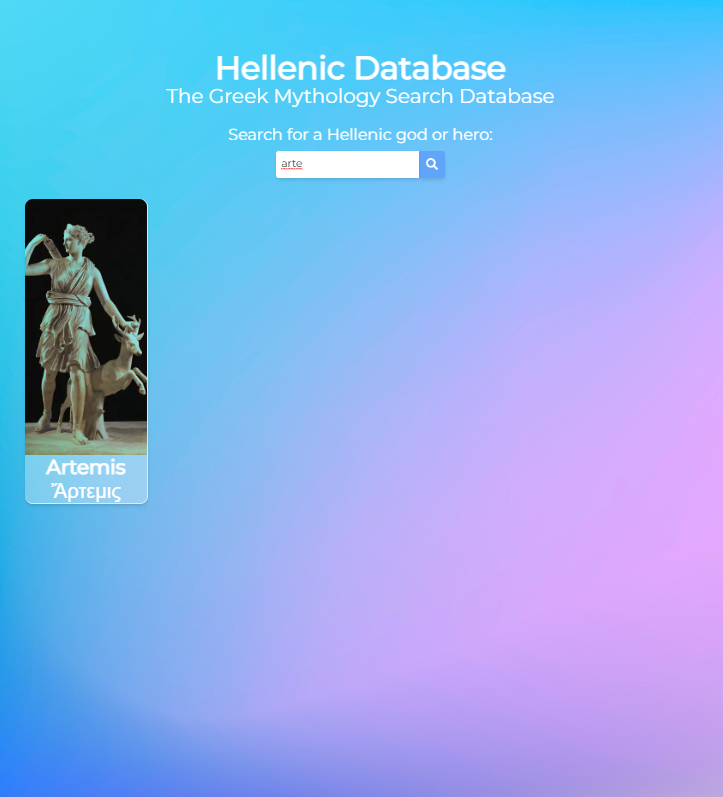 Hellenic Database
The Greek Mythology Search Database
Search for a Hellenic god or hero:
arte
Artemis
Ἄρτεμις